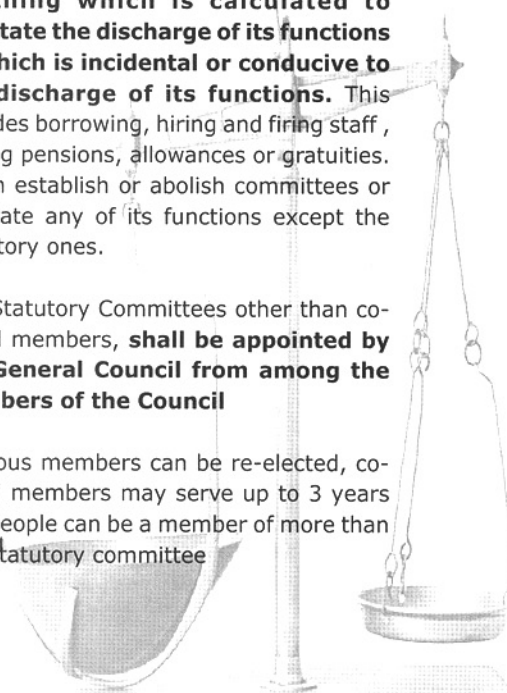 thing which is calculated to
tate the discharge of its functions
hich is incidental or conducive to
discharge of its functions. This
des borrowing, hiring and firing staff ,
g pensions, allowances or gratuities.
n establish or abolish committees or
ate any of its functions except the
tory ones.
Statutory Committees other than co-
l members, shall be appointed by
General Council from among the
bers of the Council
ous members can be re-elected, co-
members may serve up to 3 years
people can be a member of more than
tatutory committee